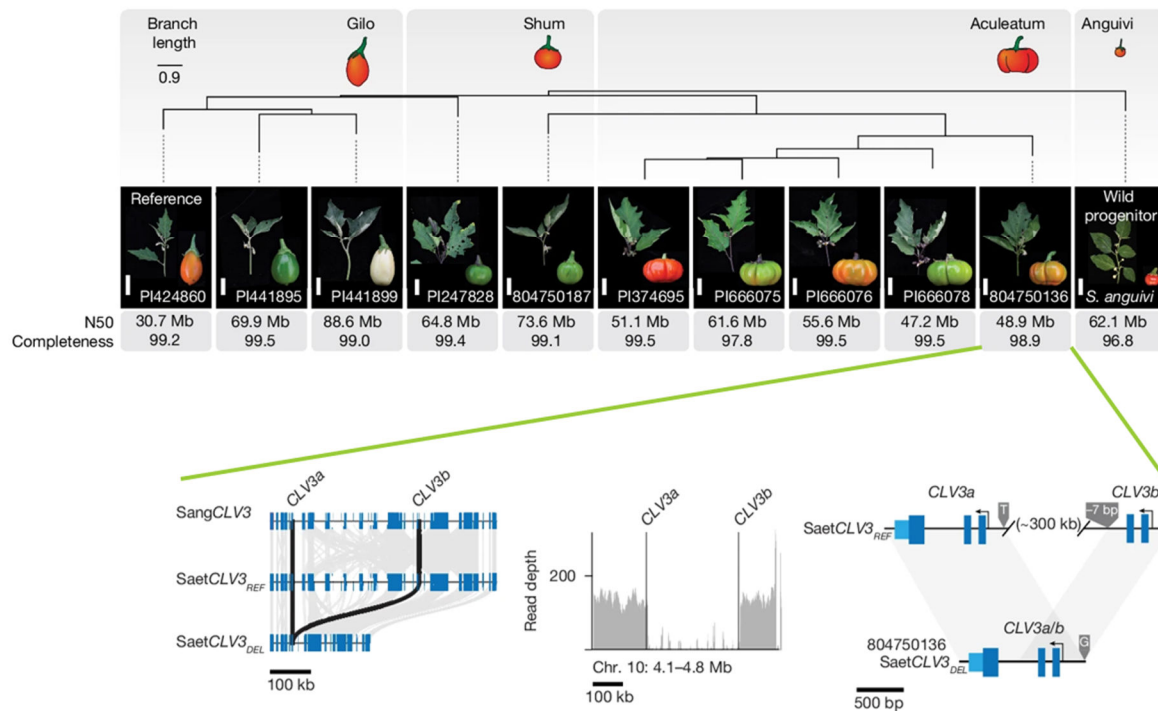 Branch length
0.9
Gilo
Shum
Aculeatum
Anguivi
Reference
Wild progenitor
PI424860
PI441895
PI441899
PI247828
804750187
PI374695
PI666075
PI666076
PI666078
804750136
S. anguivi
N50 30.7 Mb 69.9 Mb 88.6 Mb 64.8 Mb 73.6 Mb 51.1 Mb 61.6 Mb 55.6 Mb 47.2 Mb 48.9 Mb 62.1 Mb
Completeness 99.2 99.5 99.0 99.4 99.1 99.5 97.8 99.5 99.5 98.9 96.8
CLV3a CLV3b
SangCLV3
SaetCLV3REF
SaetCLV3DEL
100 kb
CLV3a CLV3b
Read depth
200
Chr. 10: 4.1–4.8 Mb
100 kb
CLV3a CLV3b
T (~300 kb) –7 bp
SaetCLV3REF
CLV3a/b
804750136
SaetCLV3DEL
G
500 bp